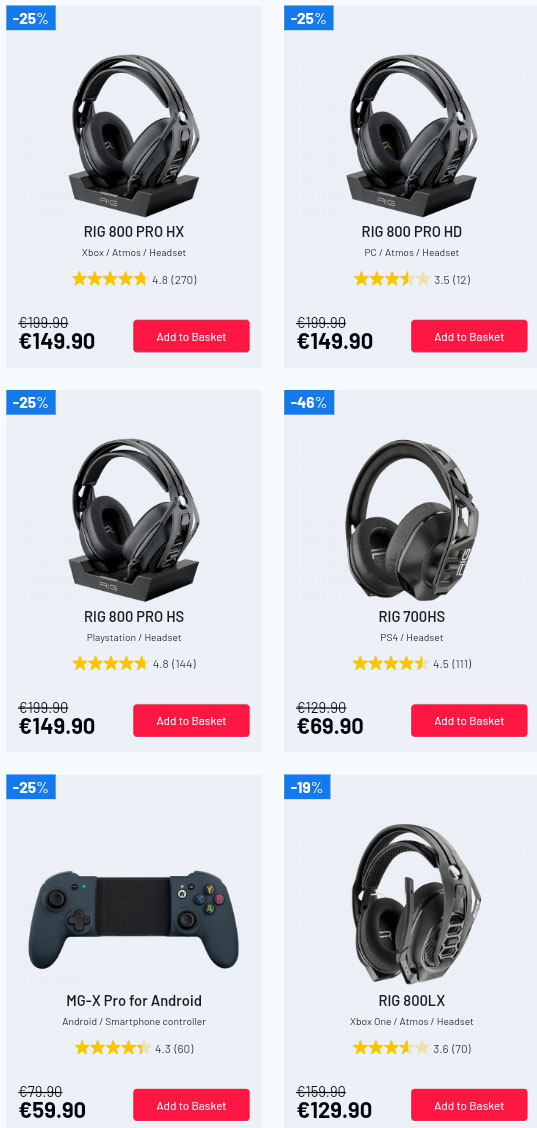 -25%
RIG
RIG 800 PRO HX
Xbox / Atmos / Headset
4.8 (270)
€199.90
€149.90
Add to Basket
-25%
RIG
RIG 800 PRO HD
PC / Atmos / Headset
3.5 (12)
€199.90
€149.90
Add to Basket
-25%
RIG
RIG 800 PRO HS
Playstation / Headset
4.8 (144)
€199.90
€149.90
Add to Basket
-46%
RIG
RIG 700HS
PS4 / Headset
4.5 (111)
€129.90
€69.90
Add to Basket
-25%
Y
X
B
A
MG-X Pro for Android
Android / Smartphone controller
4.3 (60)
€79.90
€59.90
Add to Basket
-19%
RIG 800LX
Xbox One / Atmos / Headset
3.6 (70)
€159.90
€129.90
Add to Basket